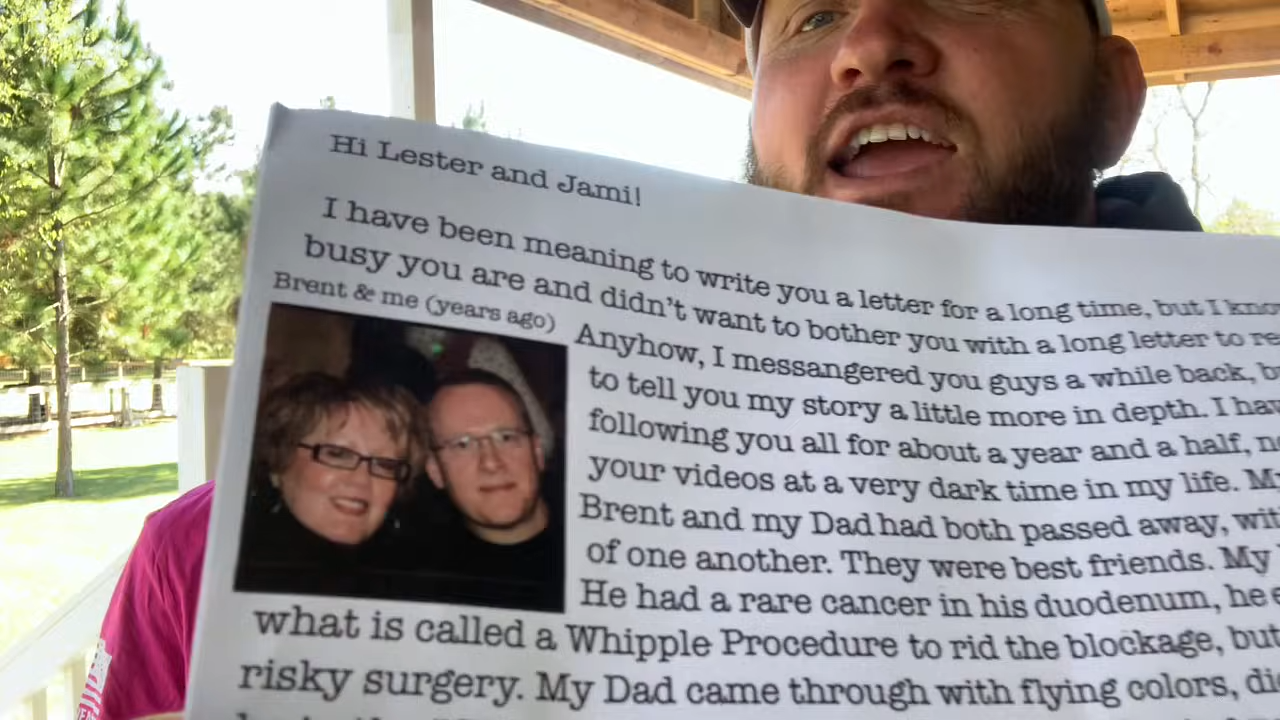 Hi Lester and Jami!
I have been meaning to write you a letter for a long time, but I
busy you are and didn't want to bother you with a long letter to
Brent & me (years ago)
Anyhow, I messangered you guys a while back,
to tell you my story a little more in depth. I
following you all for about a year and a half,
your videos at a very dark time in my life.
Brent and my Dad had both passed away,
of one another. They were best friends. My
He had a rare cancer in his duodenum, he
what is called a Whipple Procedure to rid the blockage, but
risky surgery. My Dad came through with flying colors,